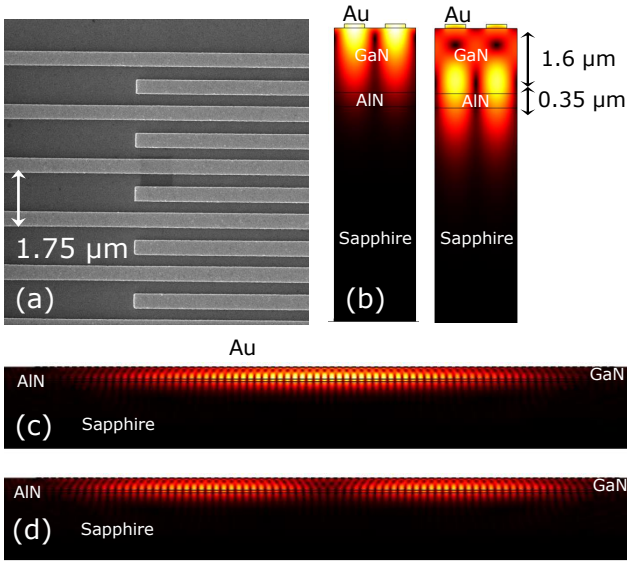 Au
Au
GaN
GaN
1.6 μm
AlN
AlN
0.35 μm
1.75 μm
Sapphire
Sapphire
(a)
(b)
Au
AlN
GaN
(c)
Sapphire
AlN
GaN
(d)
Sapphire